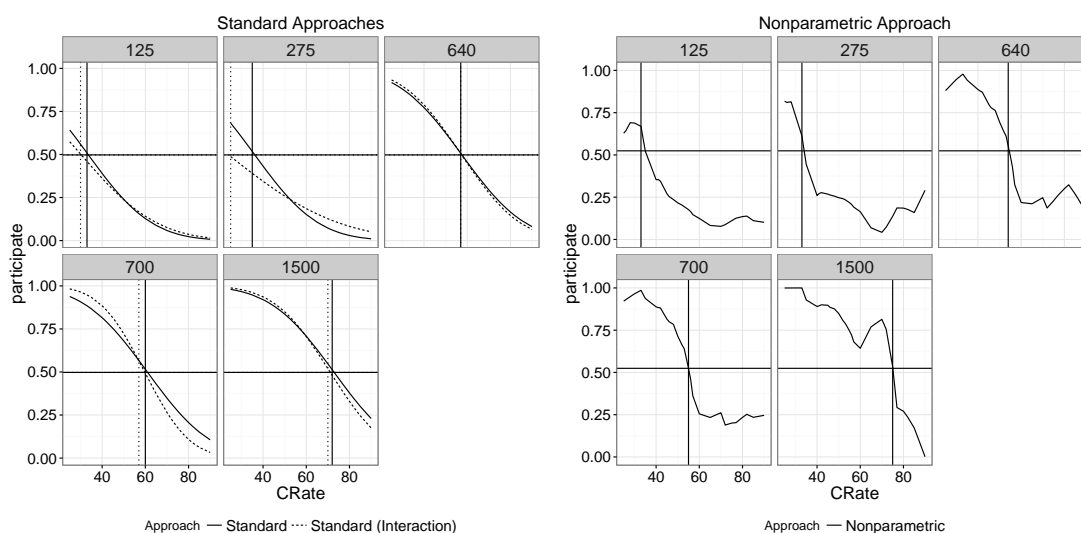 Standard Approaches
125 275 640
1.00
0.75
0.50
0.25
0.00
700 1500
1.00
0.75
0.50
0.25
0.00
participate
40 60 80 40 60 80
CRate
Approach Standard Standard (Interaction)
Nonparametric Approach
125 275 640
1.00
0.75
0.50
0.25
0.00
700 1500
1.00
0.75
0.50
0.25
0.00
participate
40 60 80 40 60 80
CRate
Approach Nonparametric